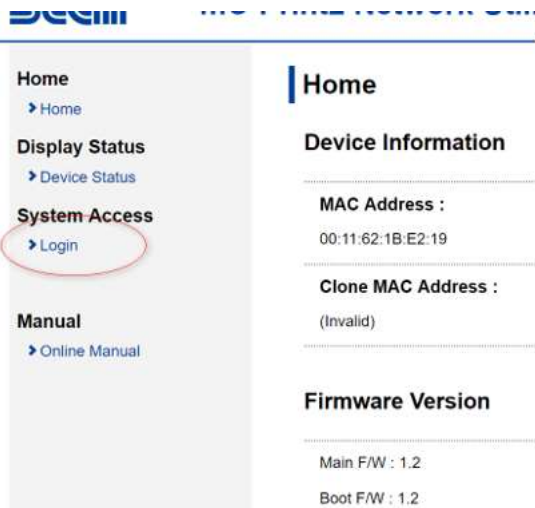 Home
Home
Display Status
Device Status
System Access
Login
Manual
Online Manual
Home
Device Information
MAC Address :
00:11:62:1B:E2:19
Clone MAC Address :
(Invalid)
Firmware Version
Main F/W : 1.2
Boot F/W : 1.2